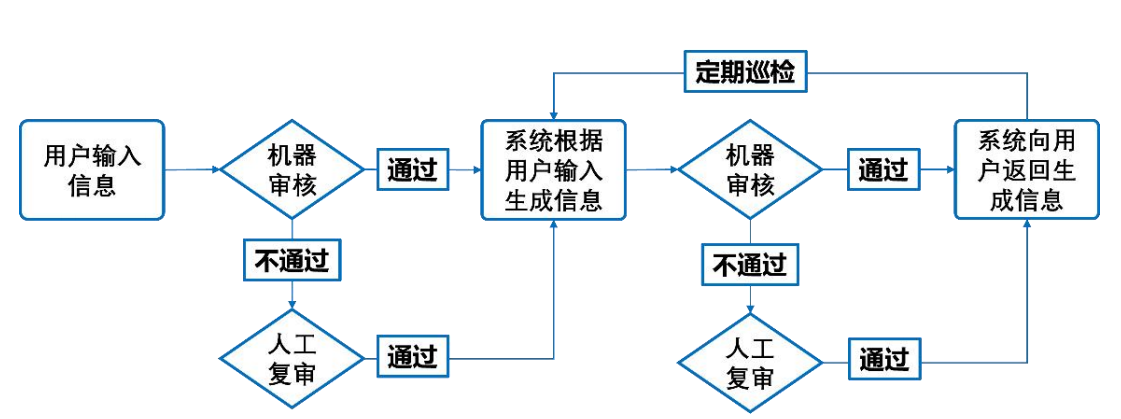 定期巡检
用户输入
信息
机器
审核
通过
系统根据
用户输入
生成信息
机器
审核
通过
系统向用
户返回生
成信息
不通过
不通过
人工
复审
通过
人工
复审
通过